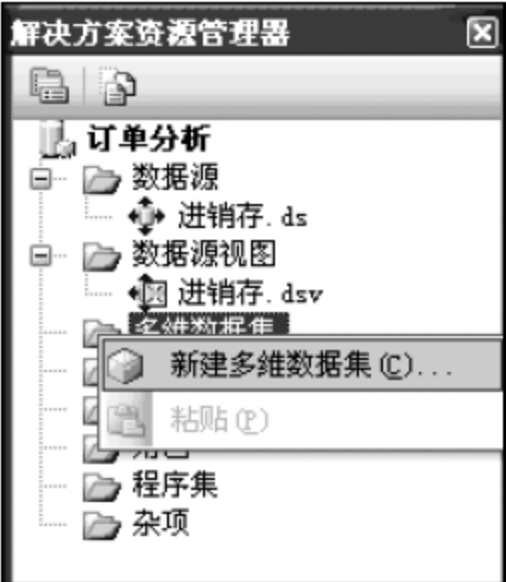 解决方案资源管理器
订单分析
数据源
进销存.ds
数据源视图
进销存.dsv
多维数据集
新建多维数据集(C)...
粘贴(P)
角色
程序集
杂项